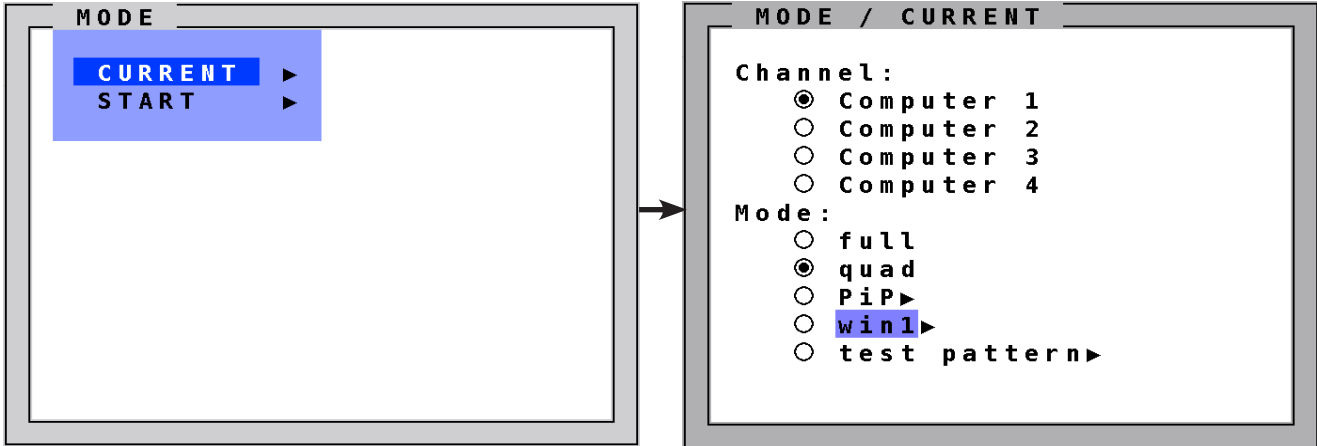 MODE
CURRENT ▶
START ▶
MODE / CURRENT
Channel:
Computer 1
Computer 2
Computer 3
Computer 4
Mode:
full
quad
PiP▶
win1▶
test pattern▶